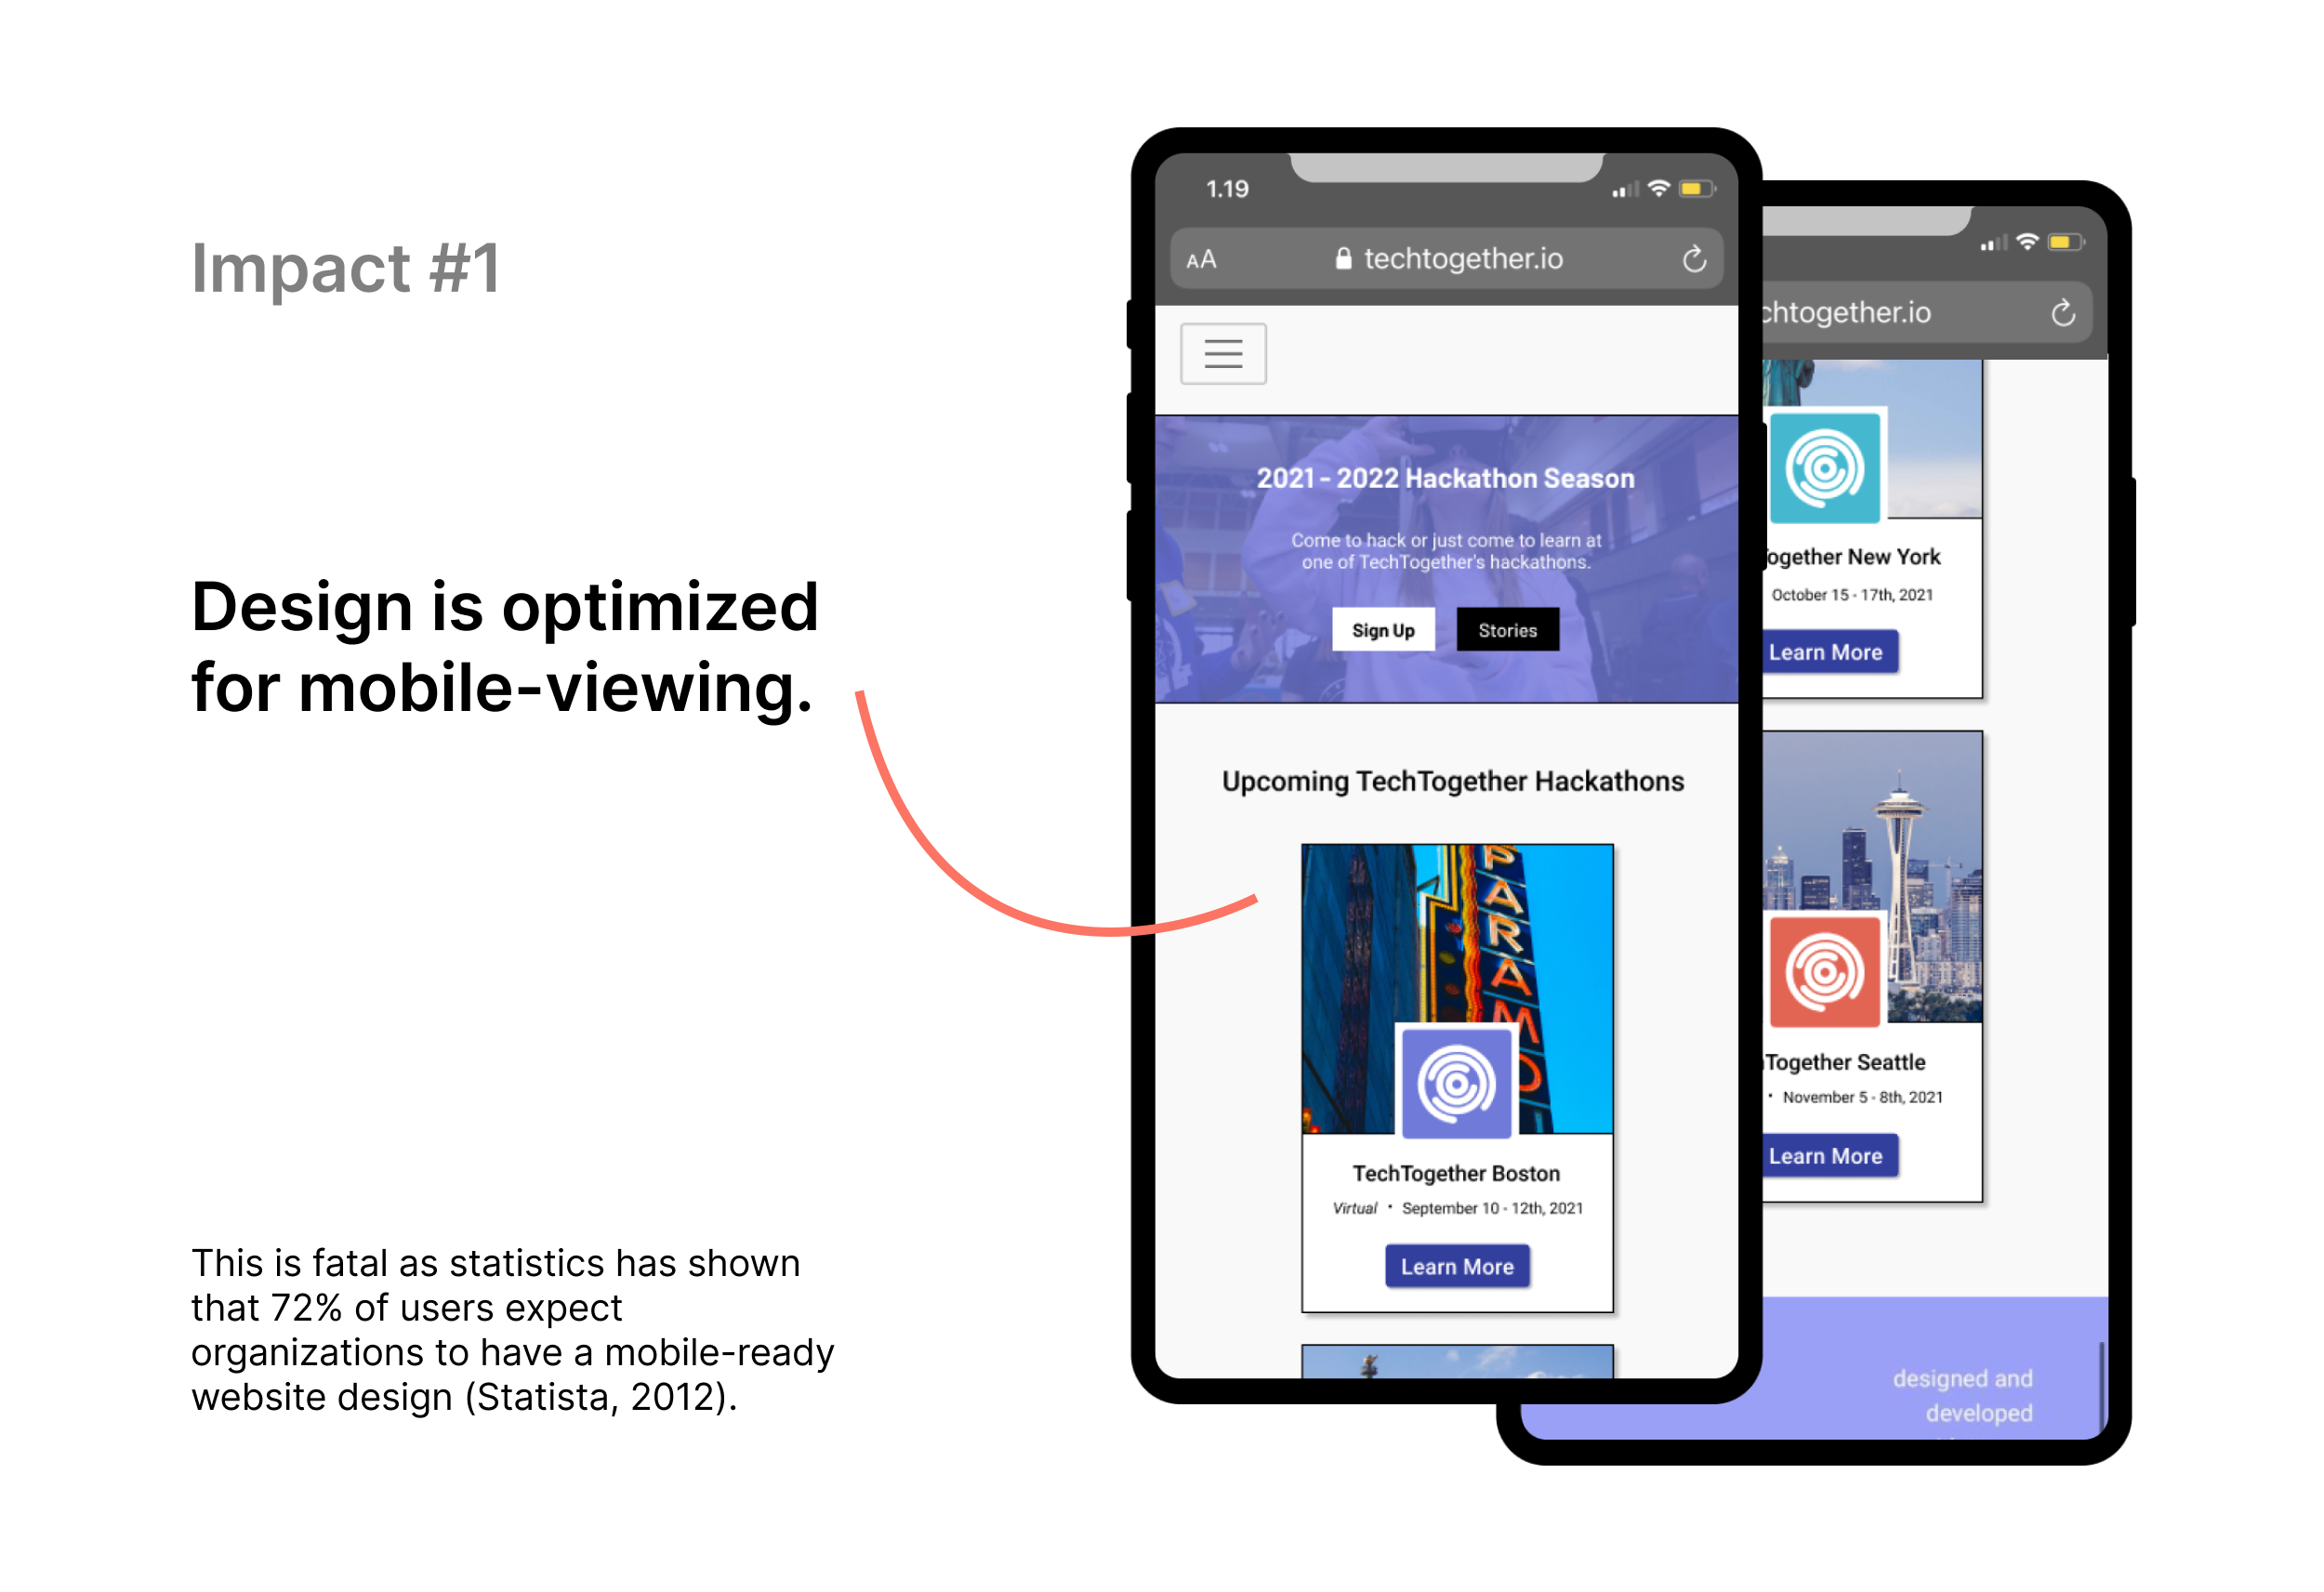 Impact #1
Design is optimized
for mobile-viewing.
This is fatal as statistics has shown
that 72% of users expect
organizations to have a mobile-ready
website design (Statista, 2012).
1.19
AA techtogether.io
2021 - 2022 Hackathon Season
Come to hack or just come to learn at
one of TechTogether's hackathons.
Sign Up Stories
Upcoming TechTogether Hackathons
PARAMO
TechTogether Boston
Virtual • September 10 - 12th, 2021
Learn More
chtogether.io
ogether New York
October 15 - 17th, 2021
Learn More
Together Seattle
• November 5 - 8th, 2021
Learn More
designed and
developed